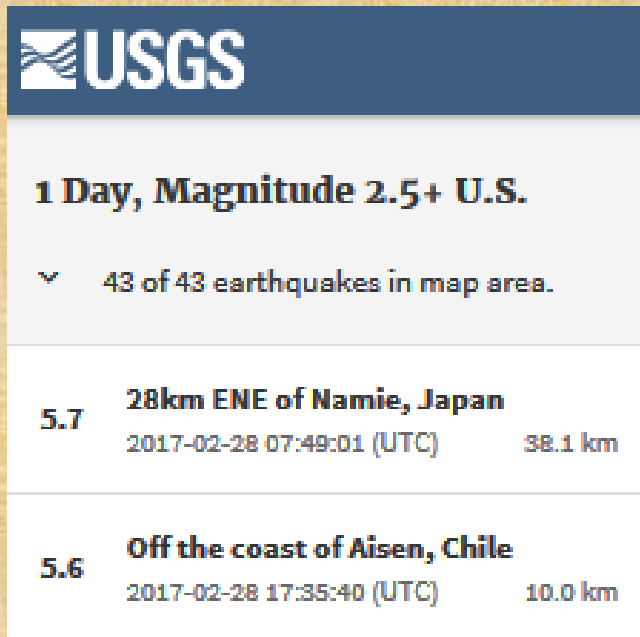 USGS
1 Day, Magnitude 2.5+ U.S.
43 of 43 earthquakes in map area.
5.7
28km ENE of Namie, Japan
2017-02-28 07:49:01 (UTC) 38.1 km
5.6
Off the coast of Aisen, Chile
2017-02-28 17:35:40 (UTC) 10.0 km